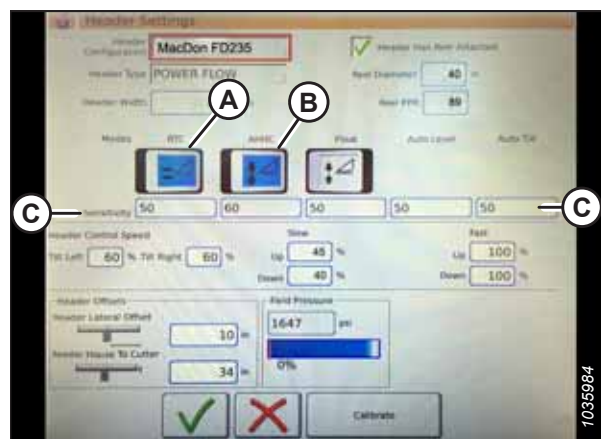 Header Settings
Header Configuration MacDon FD235 Header Has Reel Attached
Header Type POWER FLOW Reel Diameter 40 in
Header Width Reel PPR 89
A B
Modes RTC AHHC Float Auto Level Auto Tilt
C Sensitivity 50 60 50 50 50 C
Header Control Speed Slow Fast
Tilt Left 60 % Tilt Right 60 % Up 45 % Up 100 %
Down 40 % Down 100 %
Header Offsets Field Pressure
Header Lateral Offset 1647 psi
10 in
Feeder House To Cutter 0%
34 in
Calibrate
1035984